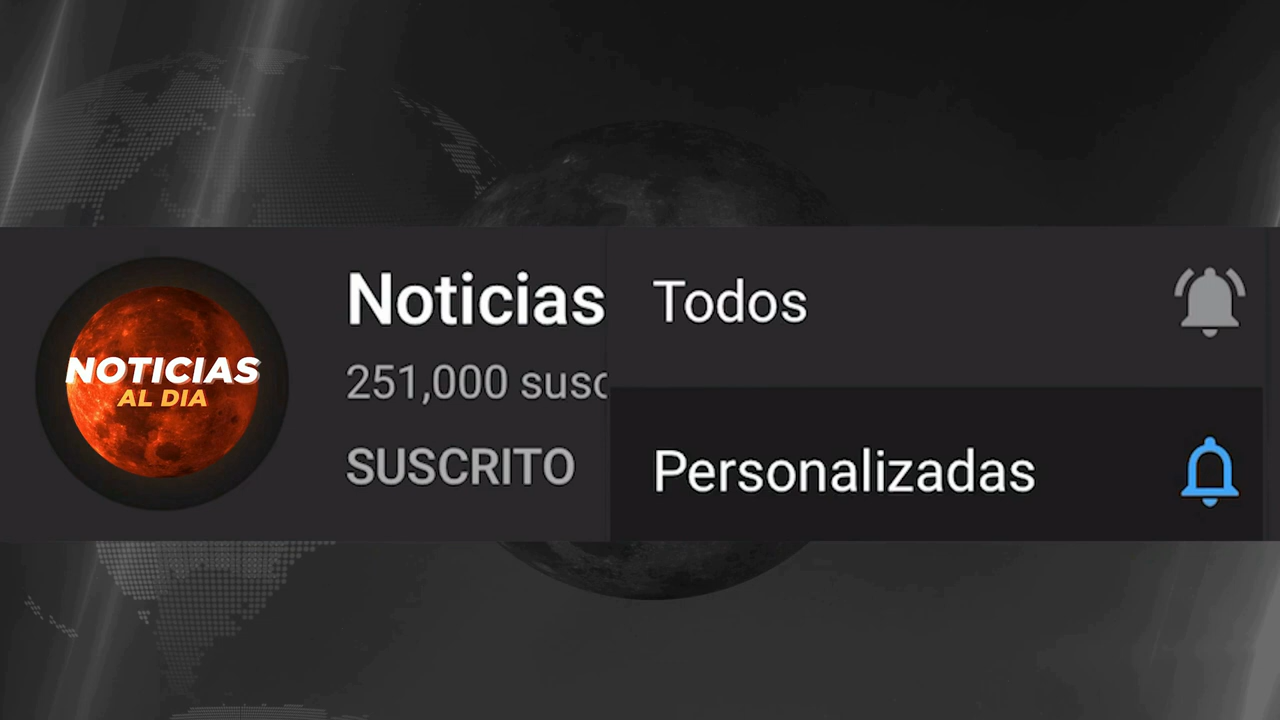 NOTICIAS
AL DIA
Noticias
251,000 susc
SUSCRITO
Todos
Personalizadas